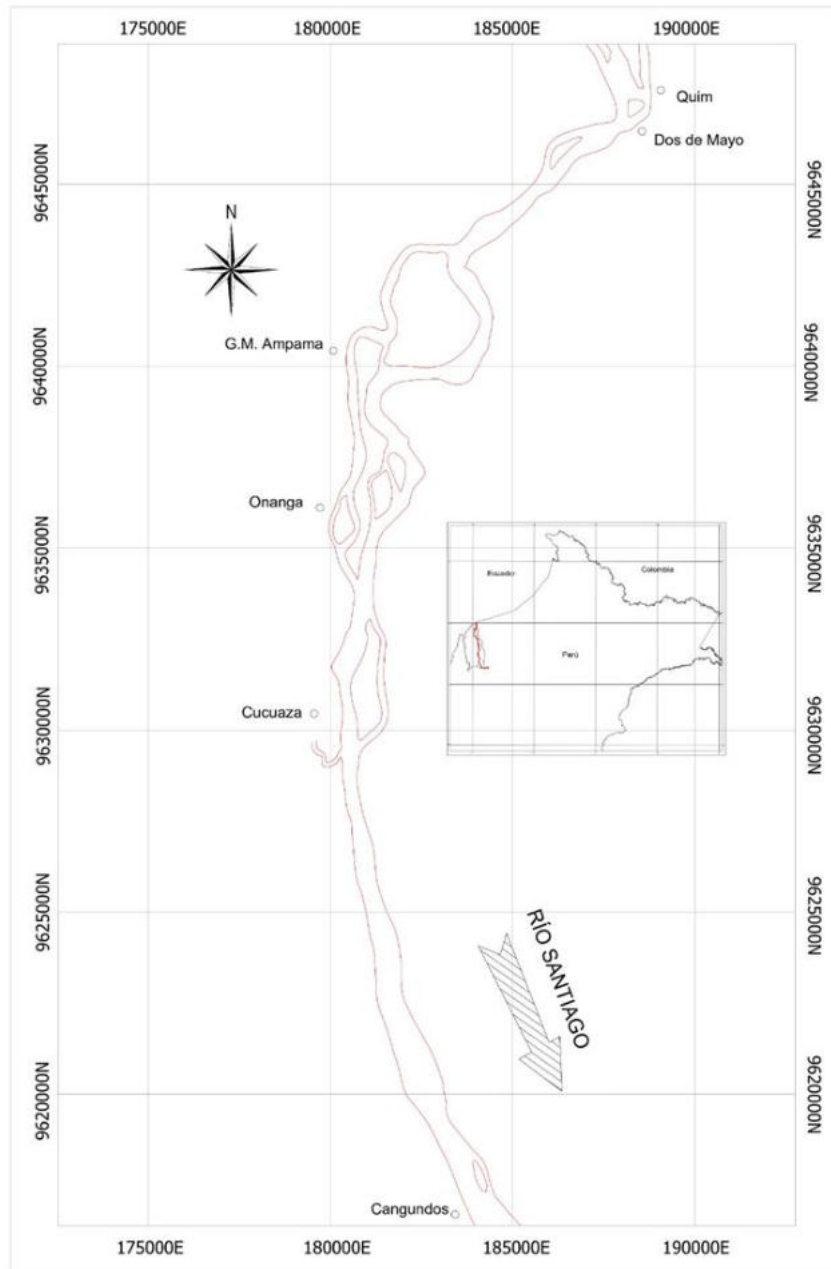 175000E 180000E 185000E 190000E
Quim
Dos de Mayo
9645000N 9645000N
N
G.M. Ampama
9640000N 9640000N
Onanga
9635000N 9635000N
Ecuador Colombia
Perú
Cucuaza
9630000N 9630000N
9625000N 9625000N
RÍO SANTIAGO
9620000N 9620000N
Cangundos
175000E 180000E 185000E 190000E